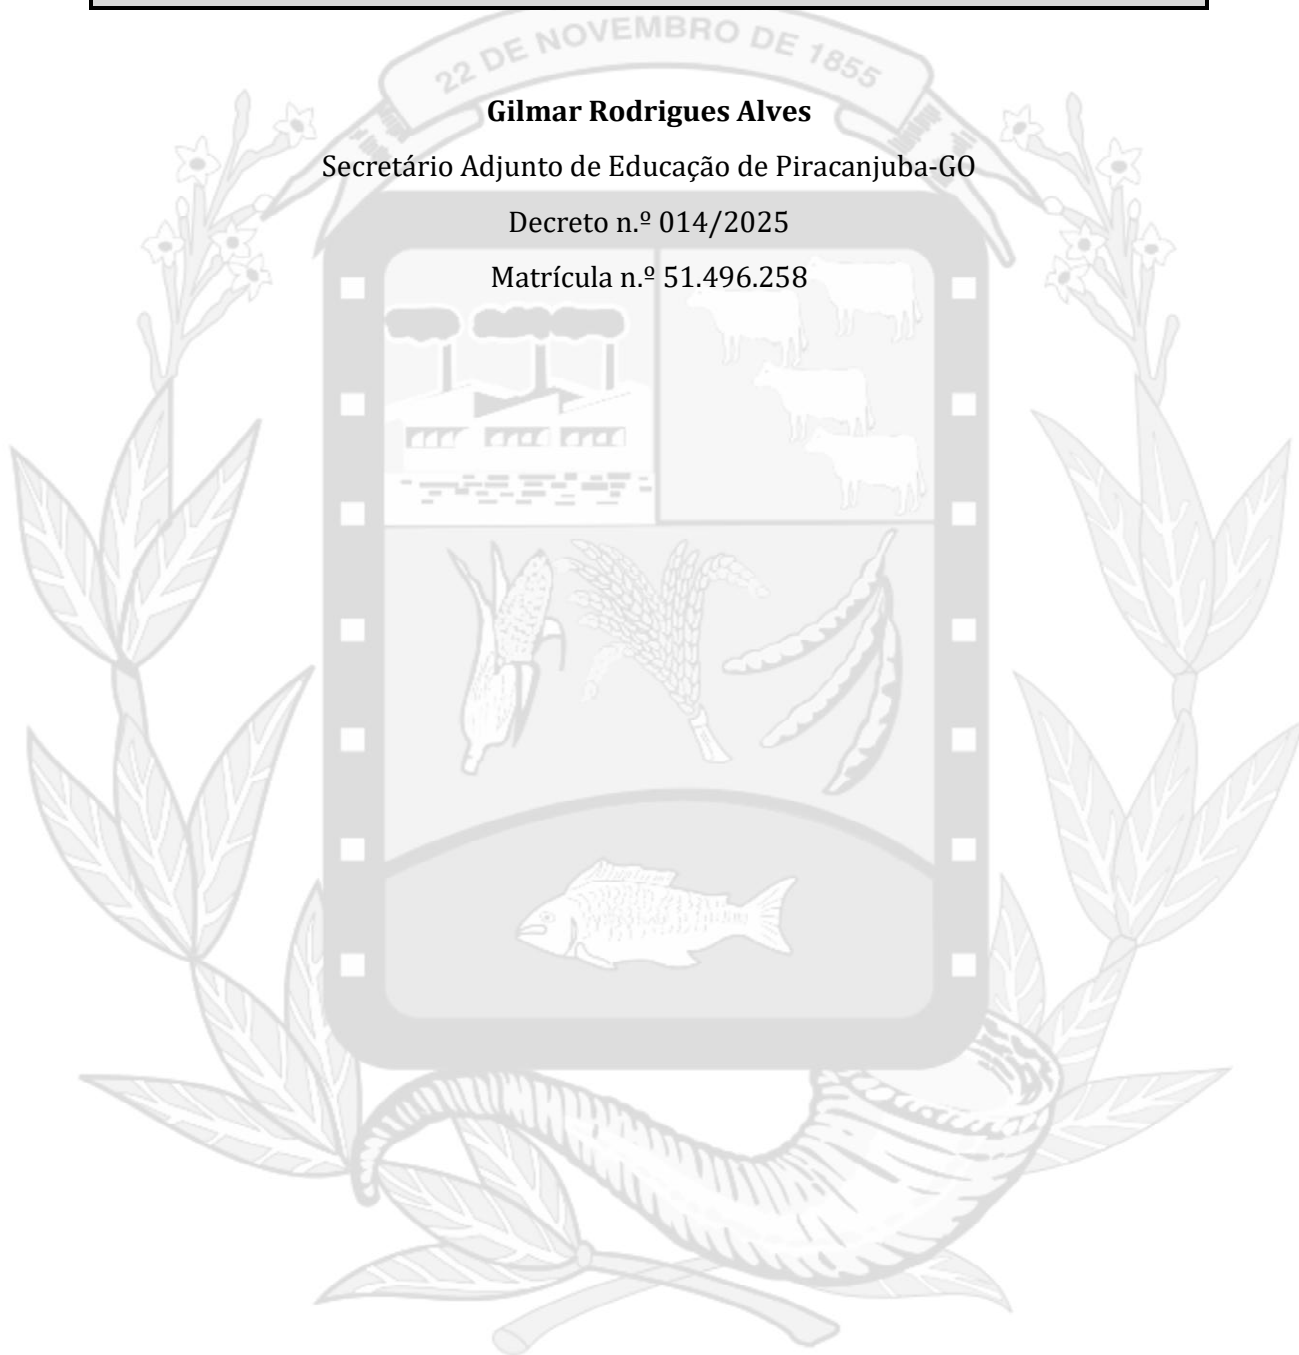 22 DE NOVEMBRO DE 1855
Gilmar Rodrigues Alves
Secretário Adjunto de Educação de Piracanjuba-GO
Decreto n.º 014/2025
Matrícula n.º 51.496.258